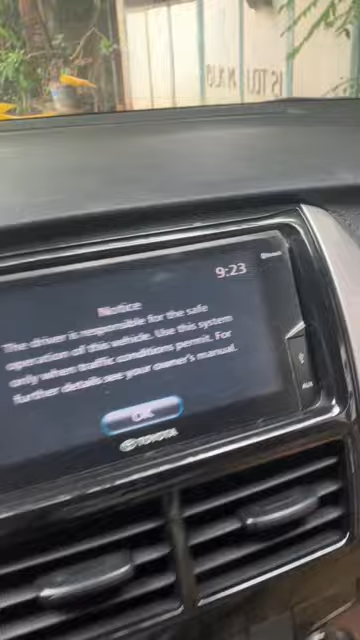 9:23
Notice
The driver is responsible for the safe
operation of this vehicle. Use this system
only when traffic conditions permit. For
further details see your owner's manual.
OK
TOYOTA
AUX